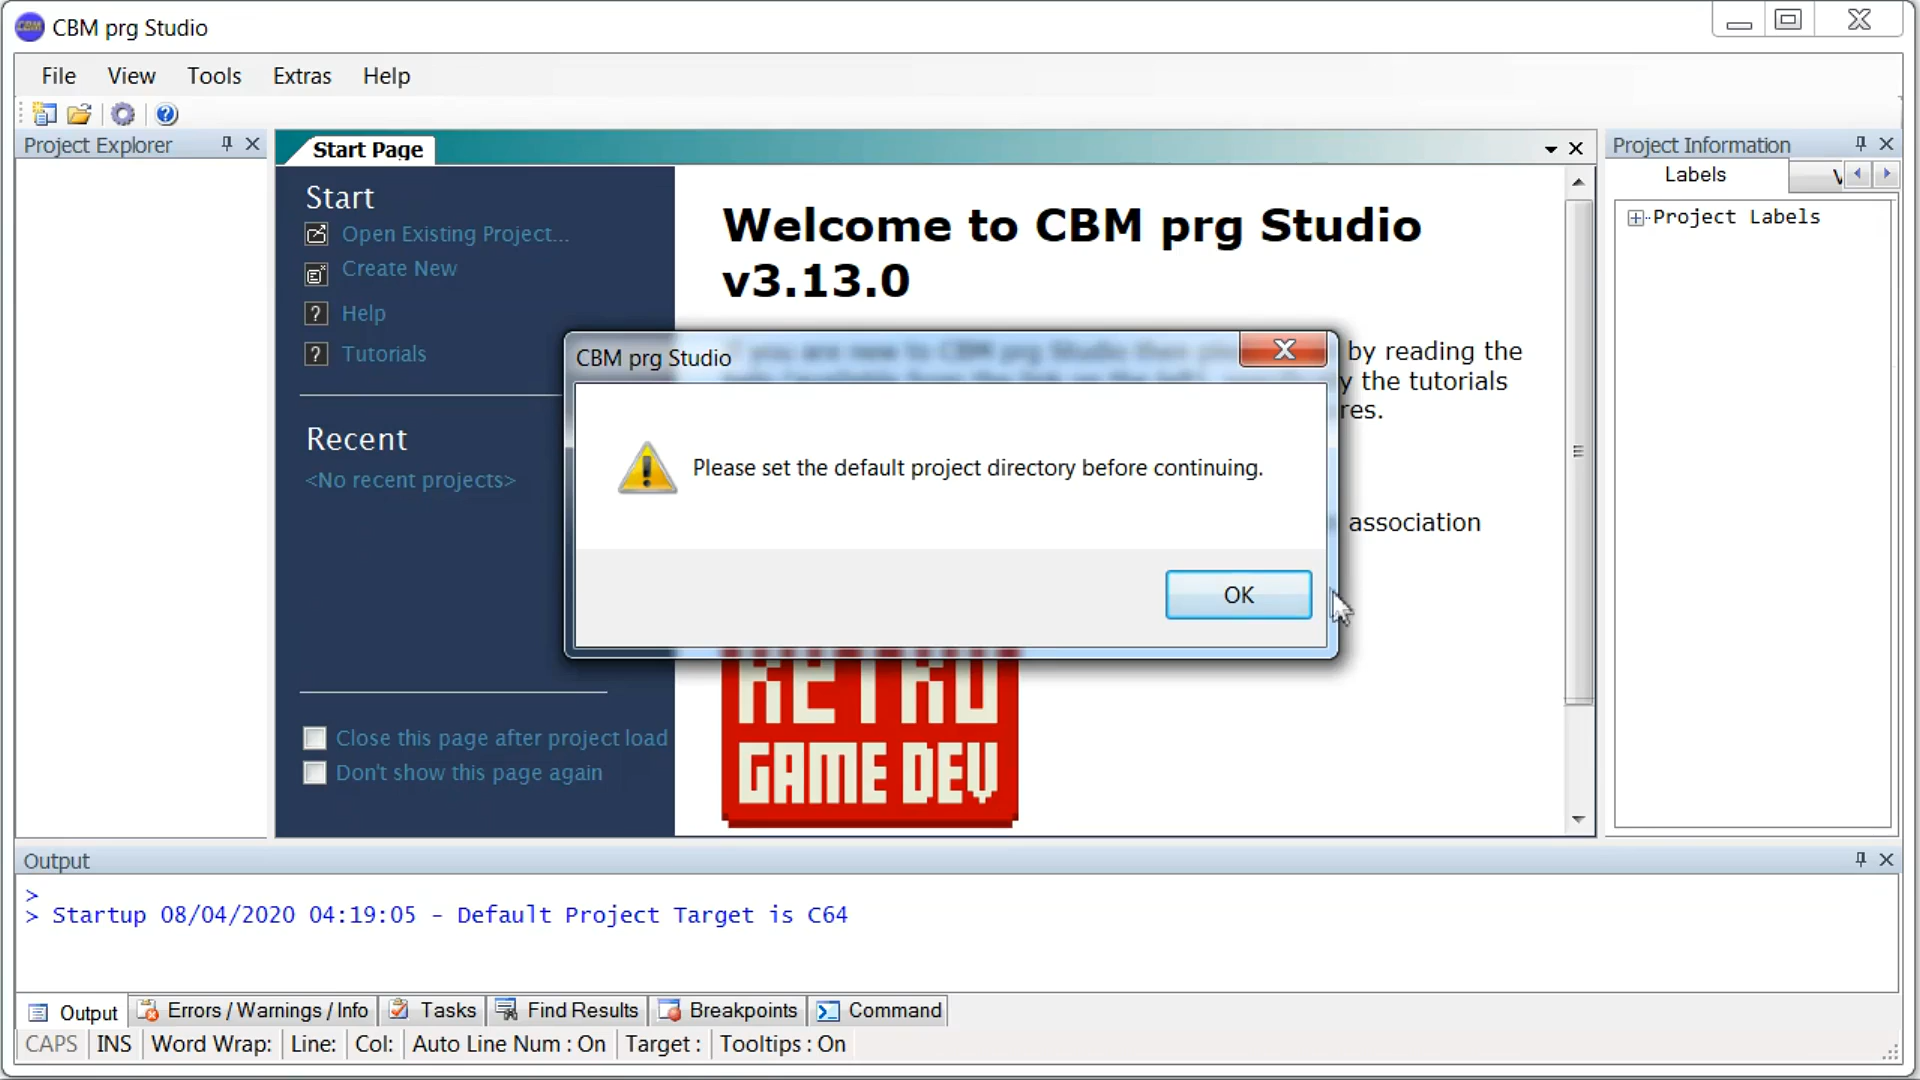 CBM prg Studio
File View Tools Extras Help
Project Explorer
Start Page
Project Information
Labels
Project Labels
Start
Open Existing Project...
Create New
Help
Tutorials
Recent
<No recent projects>
Close this page after project load
Don't show this page again
Welcome to CBM prg Studio
v3.13.0
by reading the
the tutorials
association
CBM prg Studio
Please set the default project directory before continuing.
OK
RETRO
GAME DEV
Output
>
> Startup 08/04/2020 04:19:05 - Default Project Target is C64
Output Errors / Warnings / Info Tasks Find Results Breakpoints Command
CAPS INS Word Wrap: Line: Col: Auto Line Num : On Target : Tooltips : On